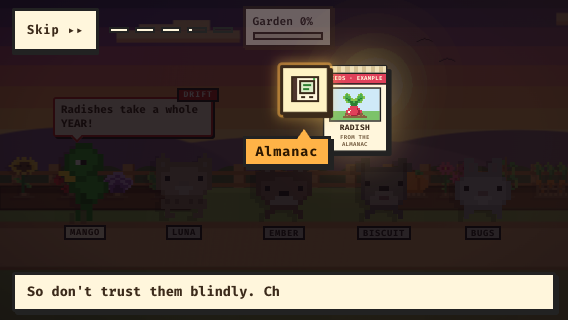 Skip ▸▸
Garden 0%
DRIFT
Radishes take a whole
YEAR!
EDS · EXAMPLE
RADISH
FROM THE
ALMANAC
Almanac
MANGO
LUNA
EMBER
BISCUIT
BUGS
So don't trust them blindly. Ch